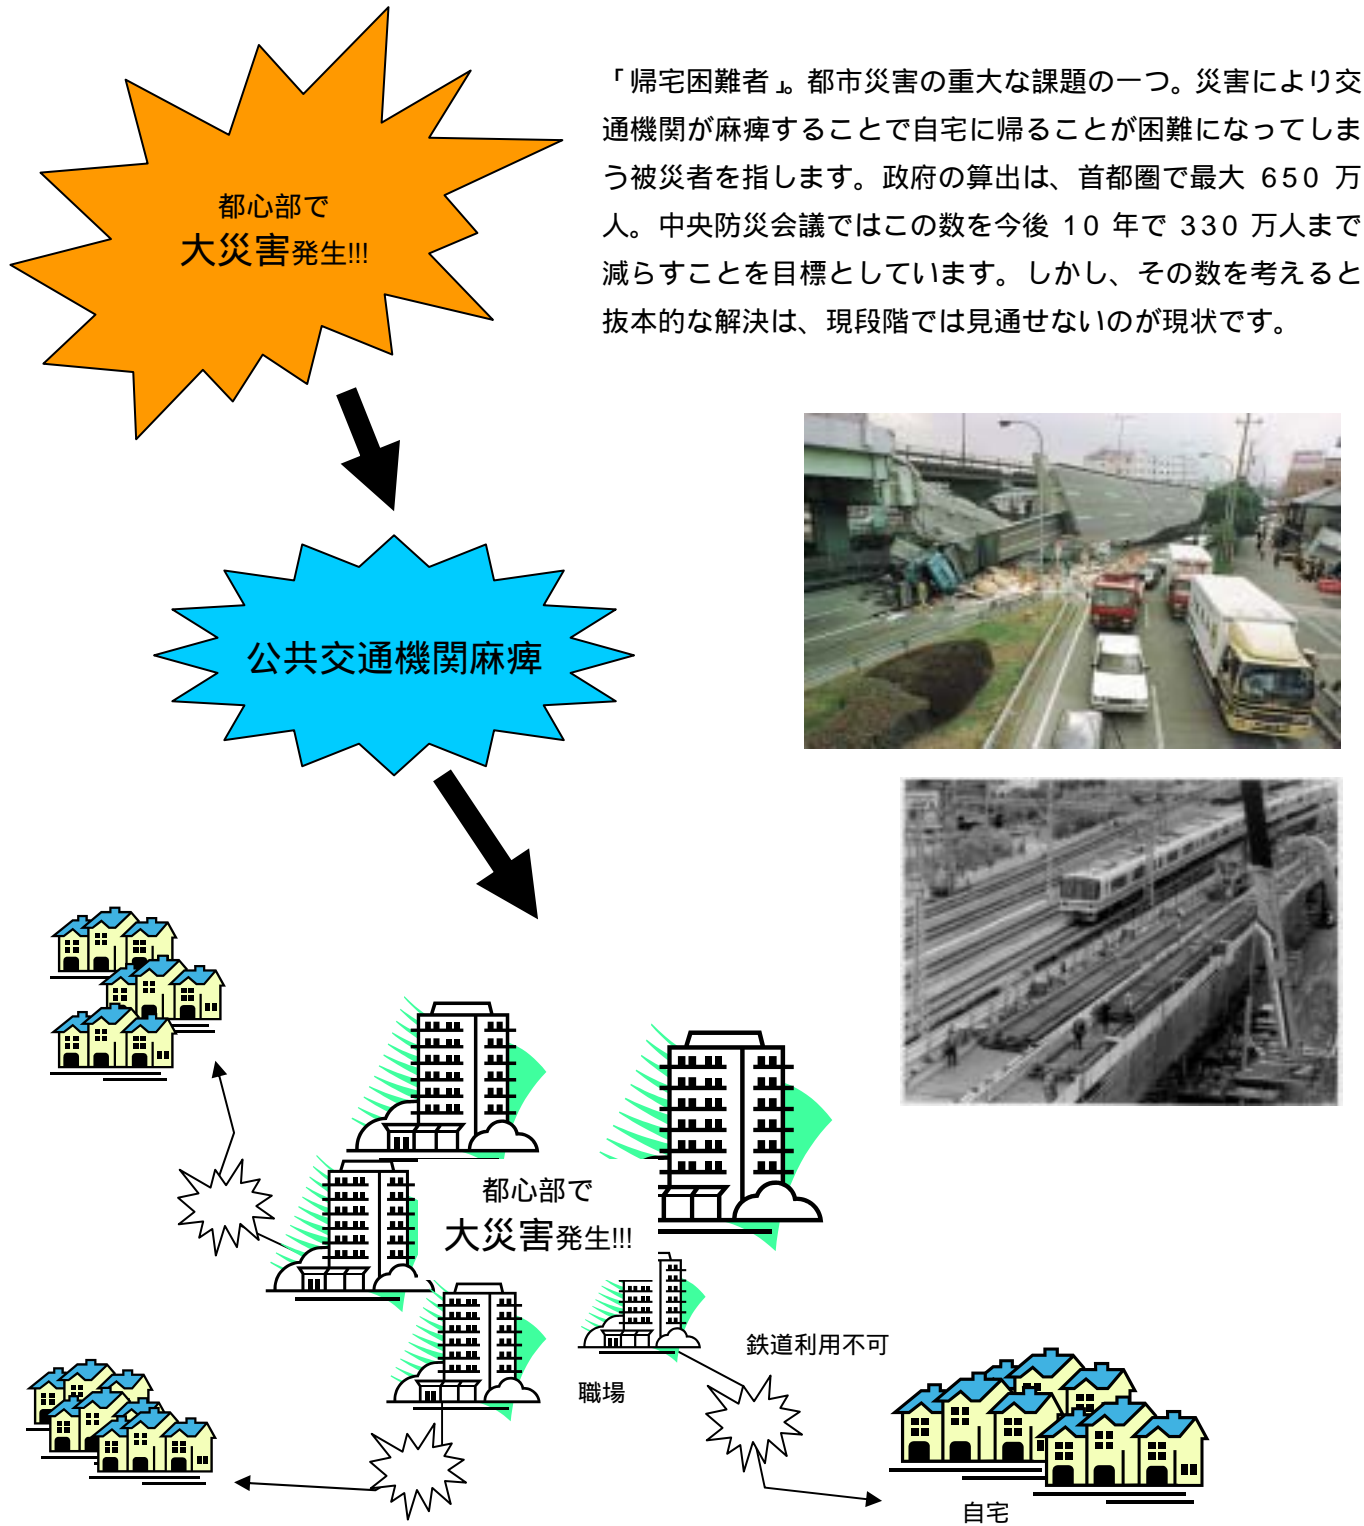 「帰宅困難者」。都市災害の重大な課題の一つ。災害により交
通機関が麻痺することで自宅に帰ることが困難になってしま
う被災者を指します。政府の算出は、首都圏で最大 650 万
人。中央防災会議ではこの数を今後 10 年で 330 万人まで
減らすことを目標としています。しかし、その数を考えると
抜本的な解決は、現段階では見通せないのが現状です。
都心部で
大災害発生!!!
公共交通機関麻痺
都心部で
大災害発生!!!
鉄道利用不可
職場
自宅